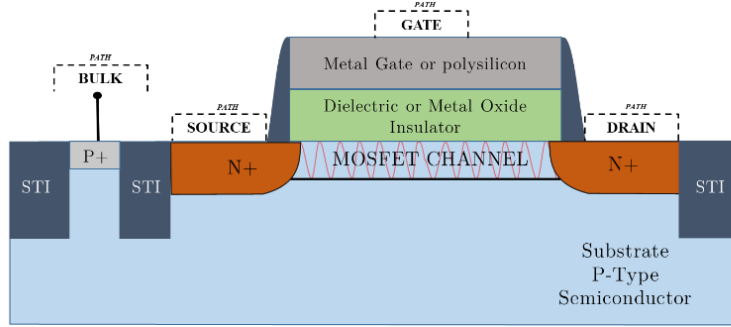 PATH
GATE
PATH
BULK
Metal Gate or polysilicon
Dielectric or Metal Oxide
Insulator
PATH
SOURCE
PATH
DRAIN
P+
MOSFET CHANNEL
STI
STI
N+
N+
STI
Substrate
P-Type
Semiconductor